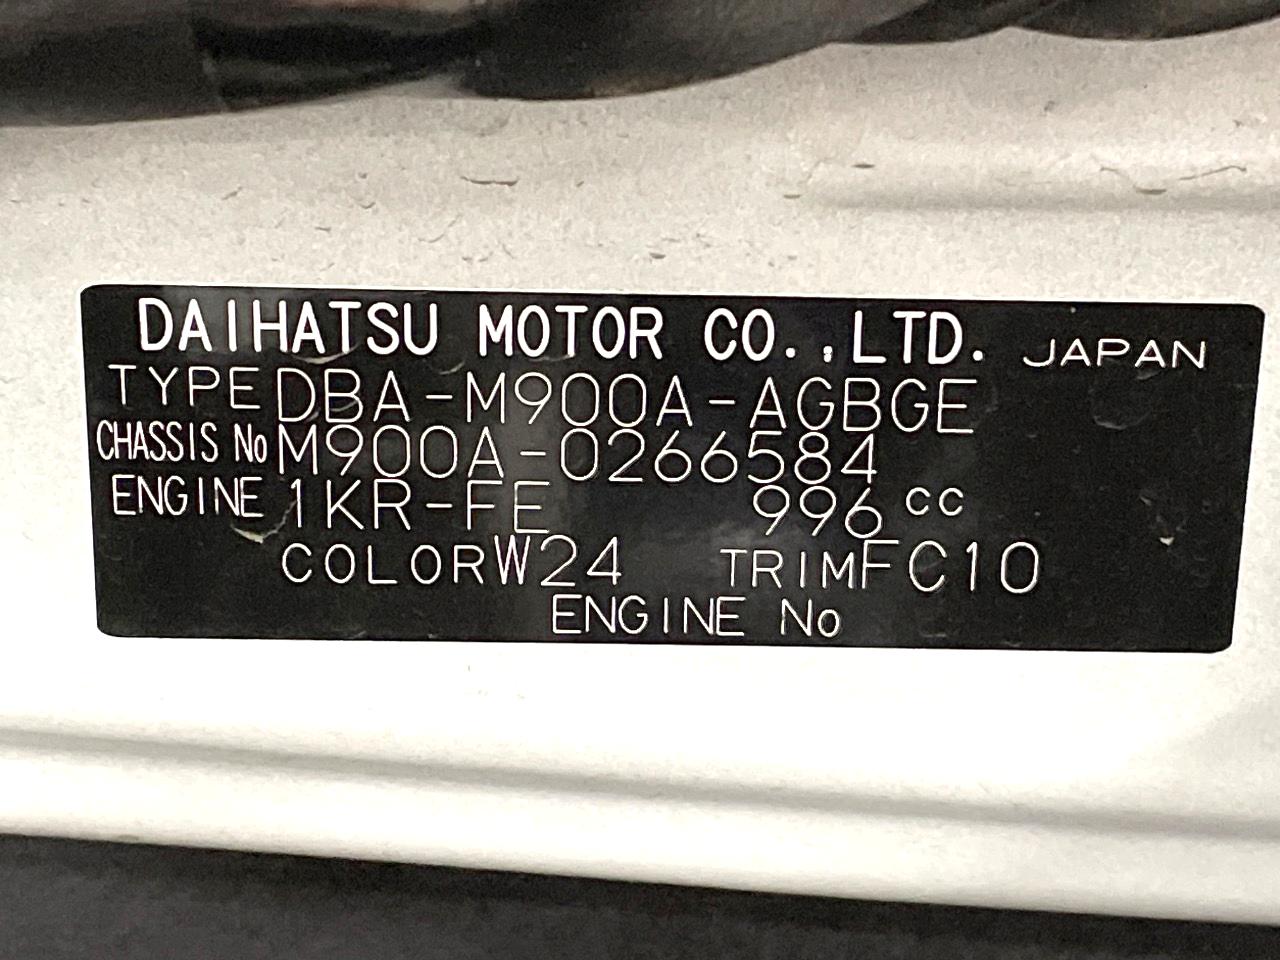 DAIHATSU MOTOR CO.,LTD. JAPAN
TYPE DBA-M900A-AGBGE
CHASSIS No M900A-0266584
ENGINE 1KR-FE 996 cc
COLOR W24 TRIM FC10
ENGINE No